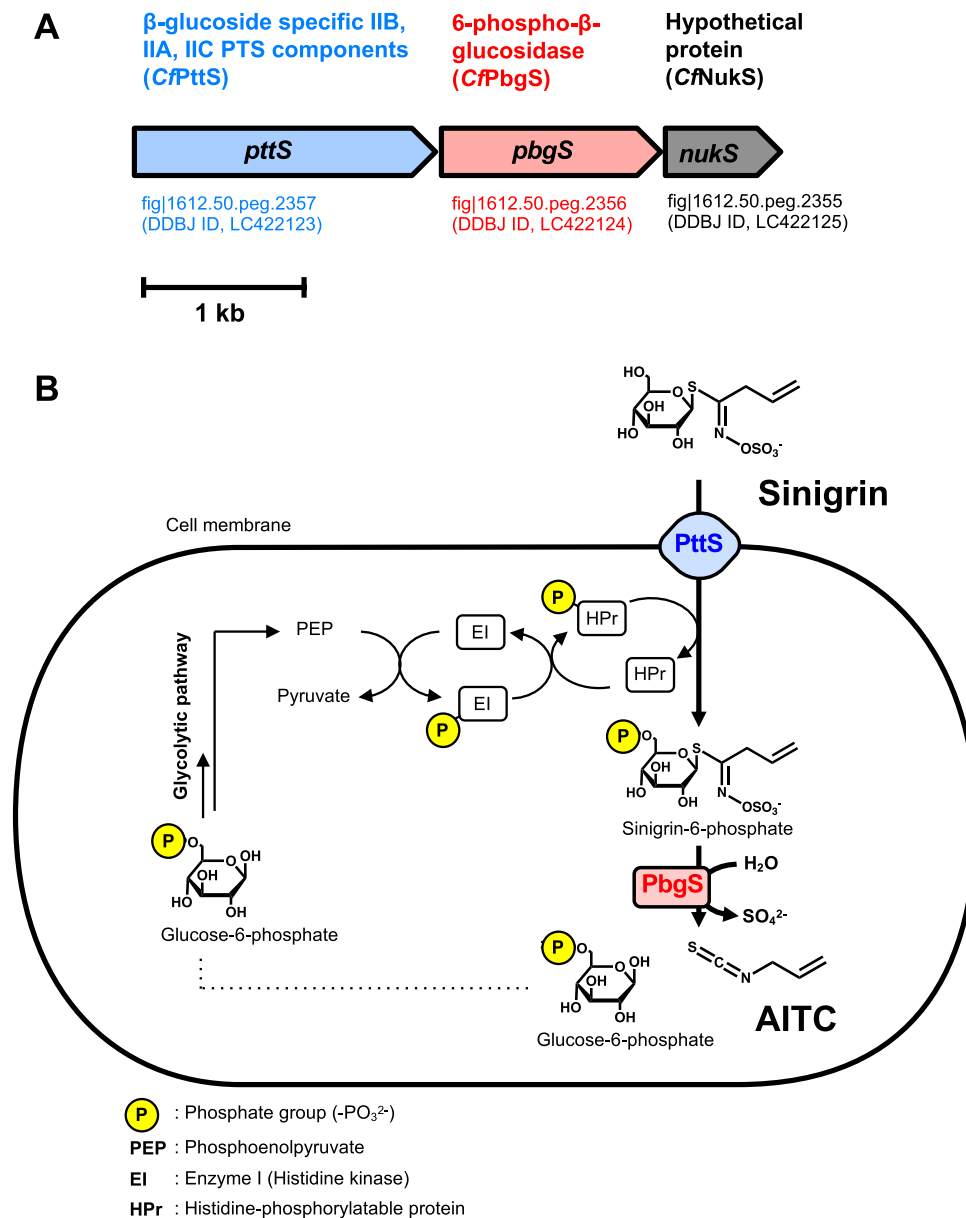 A
β-glucoside specific IIB,
IIA, IIC PTS components
(CfPttS)
6-phospho-β-
glucosidase
(CfPbgS)
Hypothetical
protein
(CfNukS)
pttS
pbgS
nukS
fig|1612.50.peg.2357
(DDBJ ID, LC422123)
fig|1612.50.peg.2356
(DDBJ ID, LC422124)
fig|1612.50.peg.2355
(DDBJ ID, LC422125)
1 kb
B
HO
S
O
OH
HO
OH
N
OSO₃⁻
Sinigrin
Cell membrane
PttS
P
HPr
PEP
EI
HPr
Pyruvate
EI
P
Glycolytic pathway
P
O
S
O
OH
HO
OH
N
OSO₃⁻
Sinigrin-6-phosphate
P
O
O
OH
OH
HO
OH
Glucose-6-phosphate
PbgS
H₂O
SO₄²⁻
P
O
O
OH
OH
HO
OH
Glucose-6-phosphate
S
C
N
AITC
P : Phosphate group (-PO₃²⁻)
PEP : Phosphoenolpyruvate
EI : Enzyme I (Histidine kinase)
HPr : Histidine-phosphorylatable protein